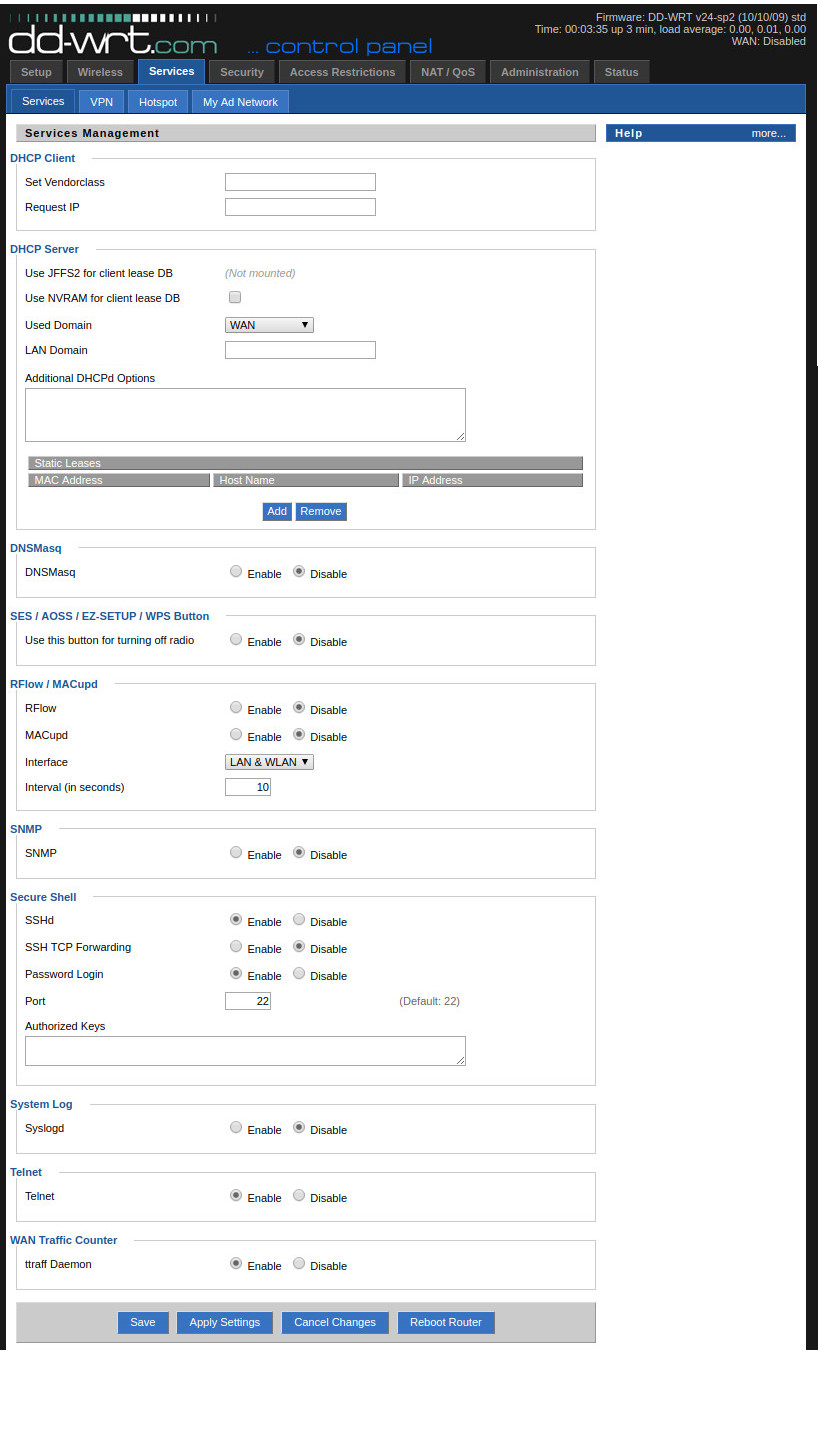 Firmware: DD-WRT v24-sp2 (10/10/09) std
Time: 00:03:35 up 3 min, load average: 0.00, 0.01, 0.00
WAN: Disabled
dd-wrt.com ... control panel
Setup Wireless Services Security Access Restrictions NAT / QoS Administration Status
Services VPN Hotspot My Ad Network
Services Management
Help more...
DHCP Client
Set Vendorclass
Request IP
DHCP Server
Use JFFS2 for client lease DB (Not mounted)
Use NVRAM for client lease DB
Used Domain WAN
LAN Domain
Additional DHCPd Options
Static Leases
MAC Address Host Name IP Address
Add Remove
DNSMasq
DNSMasq Enable Disable
SES / AOSS / EZ-SETUP / WPS Button
Use this button for turning off radio Enable Disable
RFlow / MACupd
RFlow Enable Disable
MACupd Enable Disable
Interface LAN & WLAN
Interval (in seconds) 10
SNMP
SNMP Enable Disable
Secure Shell
SSHd Enable Disable
SSH TCP Forwarding Enable Disable
Password Login Enable Disable
Port 22 (Default: 22)
Authorized Keys
System Log
Syslogd Enable Disable
Telnet
Telnet Enable Disable
WAN Traffic Counter
ttraff Daemon Enable Disable
Save Apply Settings Cancel Changes Reboot Router